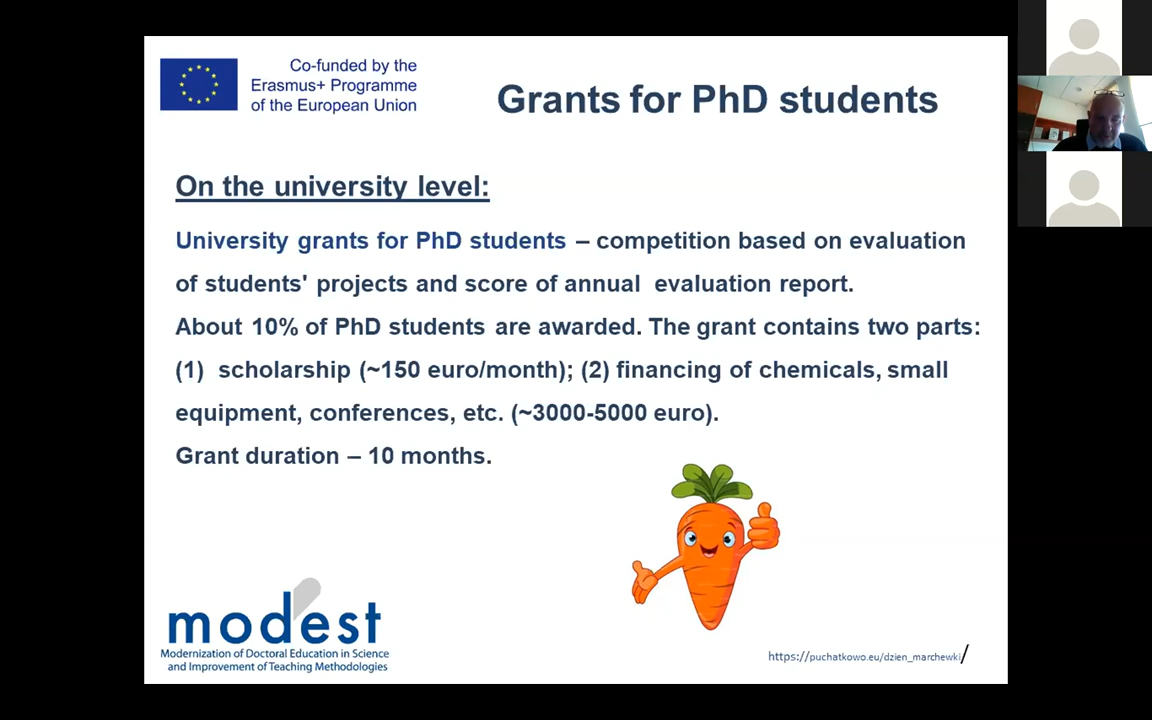 Co-funded by the
Erasmus+ Programme
of the European Union
Grants for PhD students
On the university level:
University grants for PhD students – competition based on evaluation
of students' projects and score of annual evaluation report.
About 10% of PhD students are awarded. The grant contains two parts:
(1) scholarship (~150 euro/month); (2) financing of chemicals, small
equipment, conferences, etc. (~3000-5000 euro).
Grant duration – 10 months.
modest
Modernization of Doctoral Education in Science
and Improvement of Teaching Methodologies
https://puchatkowo.eu/dzien_marchewki/